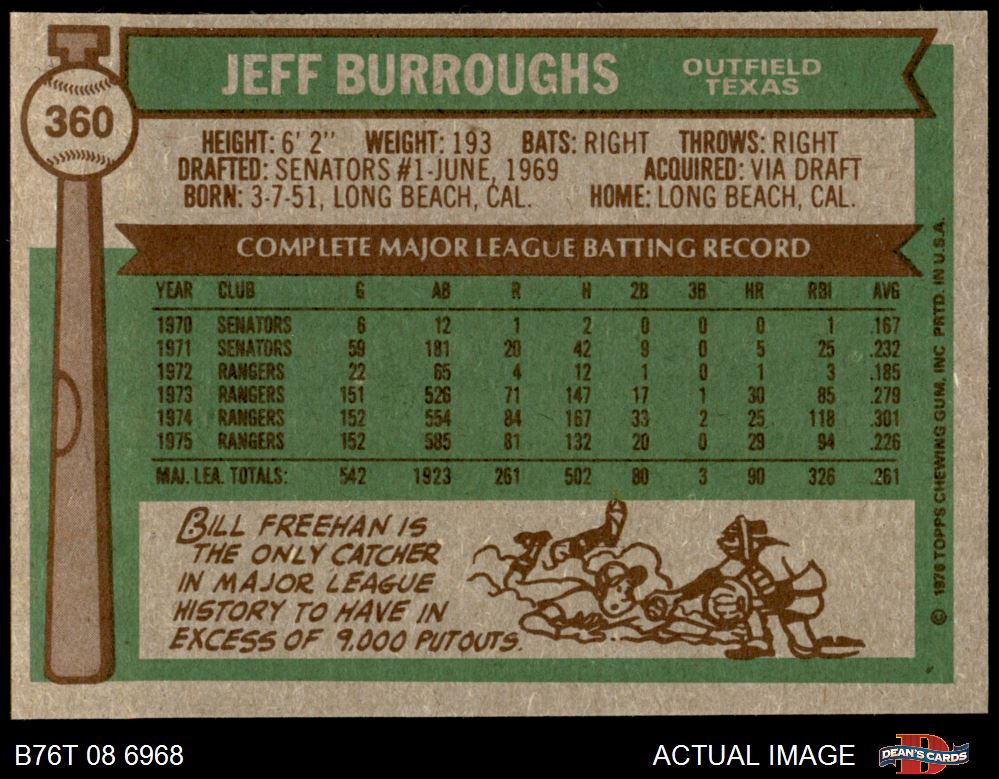 360
JEFF BURROUGHS
OUTFIELD
TEXAS
HEIGHT: 6' 2" WEIGHT: 193 BATS: RIGHT THROWS: RIGHT
DRAFTED: SENATORS #1-JUNE, 1969 ACQUIRED: VIA DRAFT
BORN: 3-7-51, LONG BEACH, CAL. HOME: LONG BEACH, CAL.
COMPLETE MAJOR LEAGUE BATTING RECORD
YEAR CLUB G AB R H 2B 3B HR RBI AVG
1970 SENATORS 6 12 1 2 0 0 0 1 .167
1971 SENATORS 59 181 20 42 9 0 5 25 .232
1972 RANGERS 22 65 4 12 1 0 1 3 .185
1973 RANGERS 151 526 71 147 17 1 30 85 .279
1974 RANGERS 152 554 84 167 33 2 25 118 .301
1975 RANGERS 152 585 81 132 20 0 29 94 .226
MAJ. LEA. TOTALS: 542 1923 261 502 80 3 90 326 .261
BILL FREEHAN IS
THE ONLY CATCHER
IN MAJOR LEAGUE
HISTORY TO HAVE IN
EXCESS OF 9,000 PUTOUTS.
© 1976 TOPPS CHEWING GUM, INC PRTD. IN U.S.A.
B76T 08 6968
ACTUAL IMAGE
DEAN'S CARDS